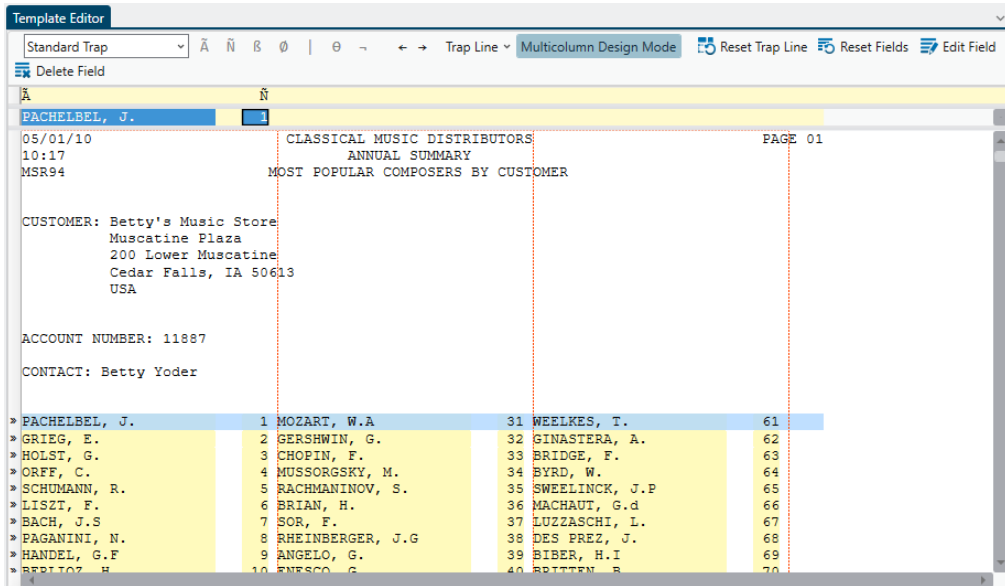 Template Editor
Standard Trap Ã Ñ ß Ø | Θ ¬ ← → Trap Line Multicolumn Design Mode Reset Trap Line Reset Fields Edit Field
Delete Field
Ã Ñ
PACHELBEL, J. 1
05/01/10 CLASSICAL MUSIC DISTRIBUTORS PAGE 01
10:17 ANNUAL SUMMARY
MSR94 MOST POPULAR COMPOSERS BY CUSTOMER
CUSTOMER: Betty's Music Store
Muscatine Plaza
200 Lower Muscatine
Cedar Falls, IA 50613
USA
ACCOUNT NUMBER: 11887
CONTACT: Betty Yoder
» PACHELBEL, J. 1 MOZART, W.A 31 WEELKES, T. 61
» GRIEG, E. 2 GERSHWIN, G. 32 GINASTERA, A. 62
» HOLST, G. 3 CHOPIN, F. 33 BRIDGE, F. 63
» ORFF, C. 4 MUSSORGSKY, M. 34 BYRD, W. 64
» SCHUMANN, R. 5 RACHMANINOV, S. 35 SWEELINCK, J.P 65
» LISZT, F. 6 BRIAN, H. 36 MACHAUT, G.d 66
» BACH, J.S 7 SOR, F. 37 LUZZASCHI, L. 67
» PAGANINI, N. 8 RHEINBERGER, J.G 38 DES PREZ, J. 68
» HANDEL, G.F 9 ANGELO, G. 39 BIBER, H.I 69
» BERLIOZ, H 10 ENESCO, G 40 BRITTEN, B 70